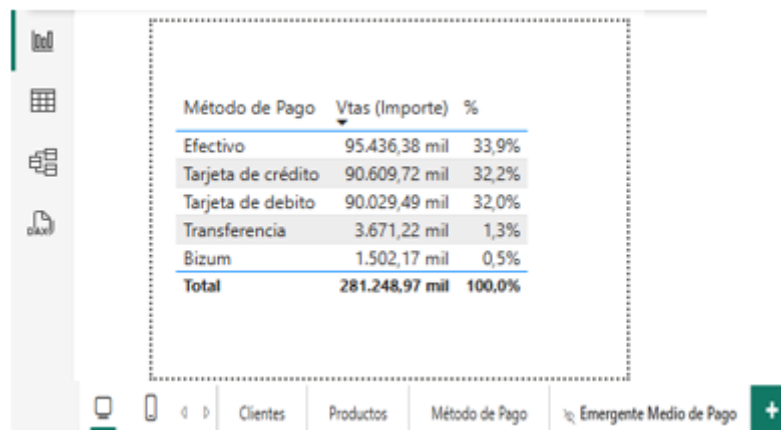 Método de Pago Vtas (Importe) %
Efectivo 95.436,38 mil 33,9%
Tarjeta de crédito 90.609,72 mil 32,2%
Tarjeta de debito 90.029,49 mil 32,0%
Transferencia 3.671,22 mil 1,3%
Bizum 1.502,17 mil 0,5%
Total 281.248,97 mil 100,0%
DAX
Clientes Productos Método de Pago Emergente Medio de Pago +